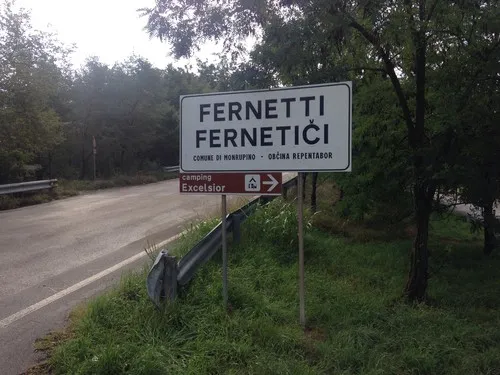 FERNETTI
FERNETIČI
COMUNE DI MONRUPINO - OBČINA REPENTABOR
camping
Excelsior